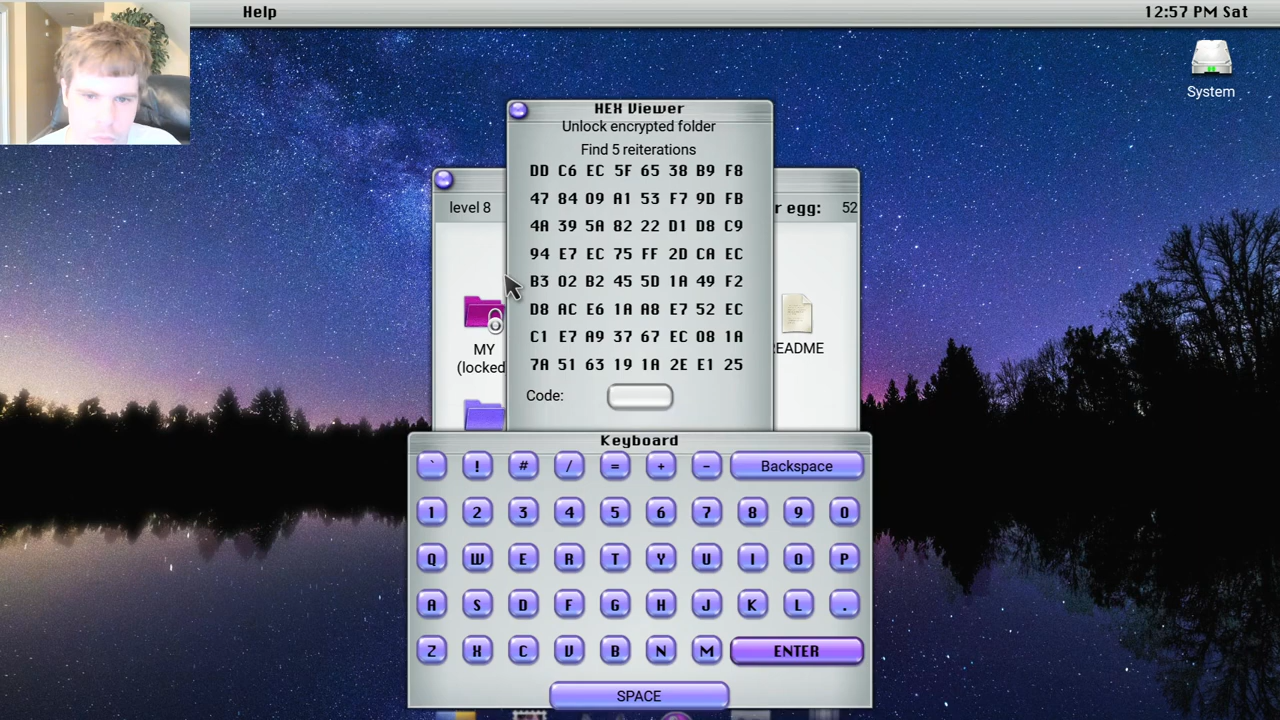 Help
12:57 PM Sat
System
HEX Viewer
Unlock encrypted folder
Find 5 reiterations
DD C6 EC 5F 65 38 B9 F8
47 84 09 A1 53 F7 9D FB
4A 39 5A 82 22 D1 D8 C9
94 E7 EC 75 FF 2D CA EC
B3 02 B2 45 5D 1A 49 F2
D8 AC E6 1A A8 E7 52 EC
C1 E7 A9 37 67 EC 08 1A
7A 51 63 19 1A 2E E1 25
Code:
level 8
r egg: 52
MY
(locked
EADME
Keyboard
` ! # / = + - Backspace
1 2 3 4 5 6 7 8 9 0
Q W E R T Y U I O P
A S D F G H J K L .
Z X C V B N M ENTER
SPACE